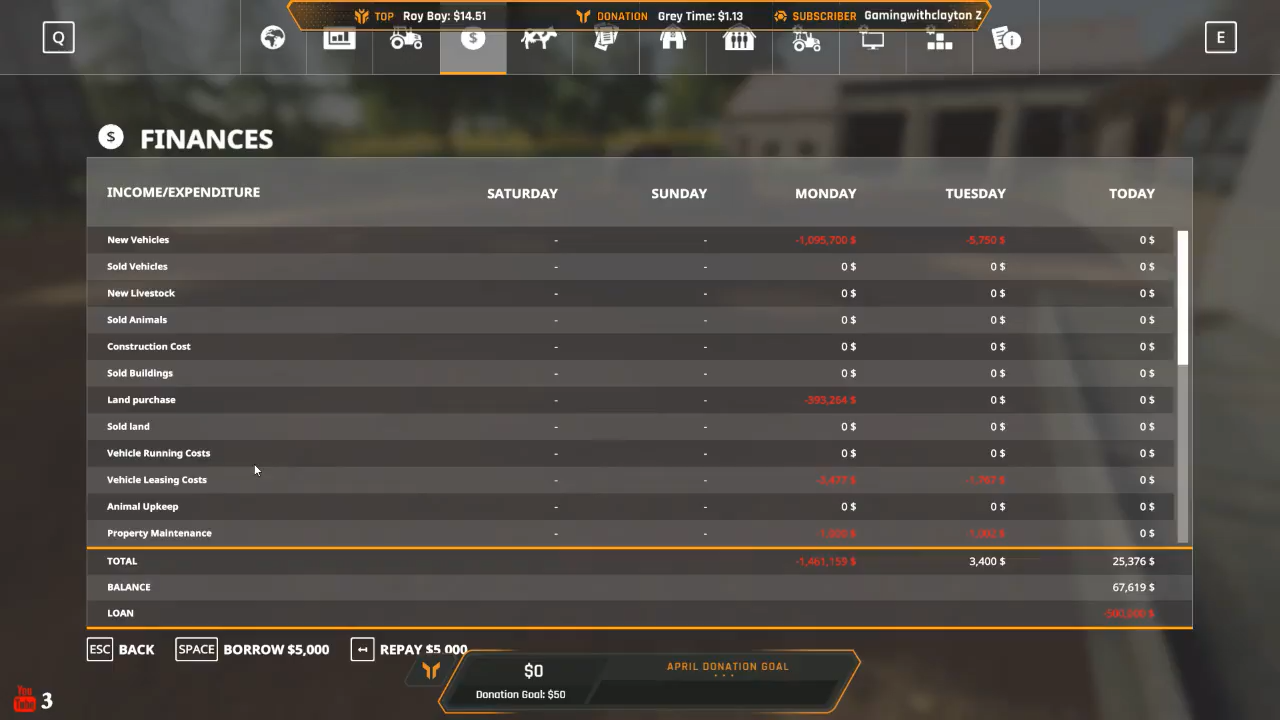 TOP Roy Boy: $14.51 DONATION Grey Time: $1.13 SUBSCRIBER Gamingwithclayton Z
Q E
$ FINANCES
INCOME/EXPENDITURE SATURDAY SUNDAY MONDAY TUESDAY TODAY
New Vehicles - - -1,095,700 $ -5,750 $ 0 $
Sold Vehicles - - 0 $ 0 $ 0 $
New Livestock - - 0 $ 0 $ 0 $
Sold Animals - - 0 $ 0 $ 0 $
Construction Cost - - 0 $ 0 $ 0 $
Sold Buildings - - 0 $ 0 $ 0 $
Land purchase - - -393,264 $ 0 $ 0 $
Sold land - - 0 $ 0 $ 0 $
Vehicle Running Costs - - 0 $ 0 $ 0 $
Vehicle Leasing Costs - - 0 $
Animal Upkeep - - 0 $ 0 $ 0 $
Property Maintenance - - 0 $
TOTAL -1,461,159 $ 3,400 $ 25,376 $
BALANCE 67,619 $
LOAN -500,000 $
ESC BACK SPACE BORROW $5,000 REPAY $5,000
$0 APRIL DONATION GOAL
Donation Goal: $50
You Tube 3